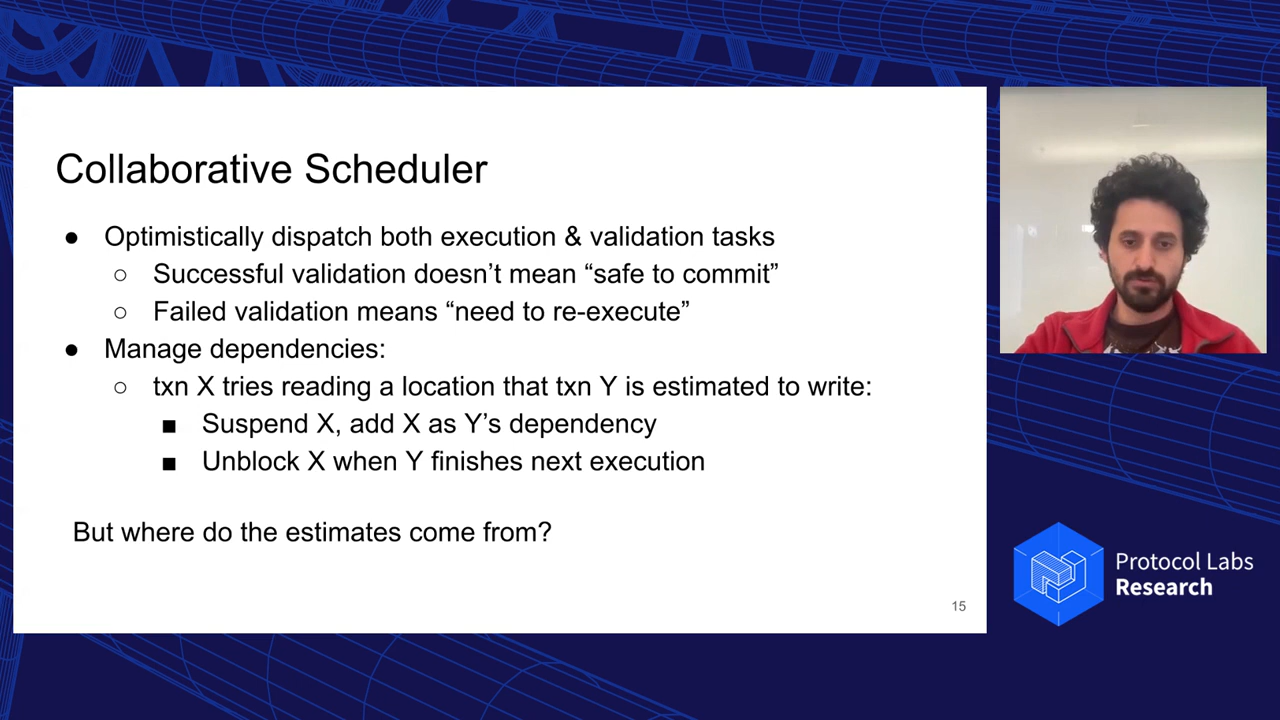 Collaborative Scheduler
● Optimistically dispatch both execution & validation tasks
○ Successful validation doesn’t mean “safe to commit”
○ Failed validation means “need to re-execute”
● Manage dependencies:
○ txn X tries reading a location that txn Y is estimated to write:
■ Suspend X, add X as Y’s dependency
■ Unblock X when Y finishes next execution
But where do the estimates come from?
15
Protocol Labs
Research